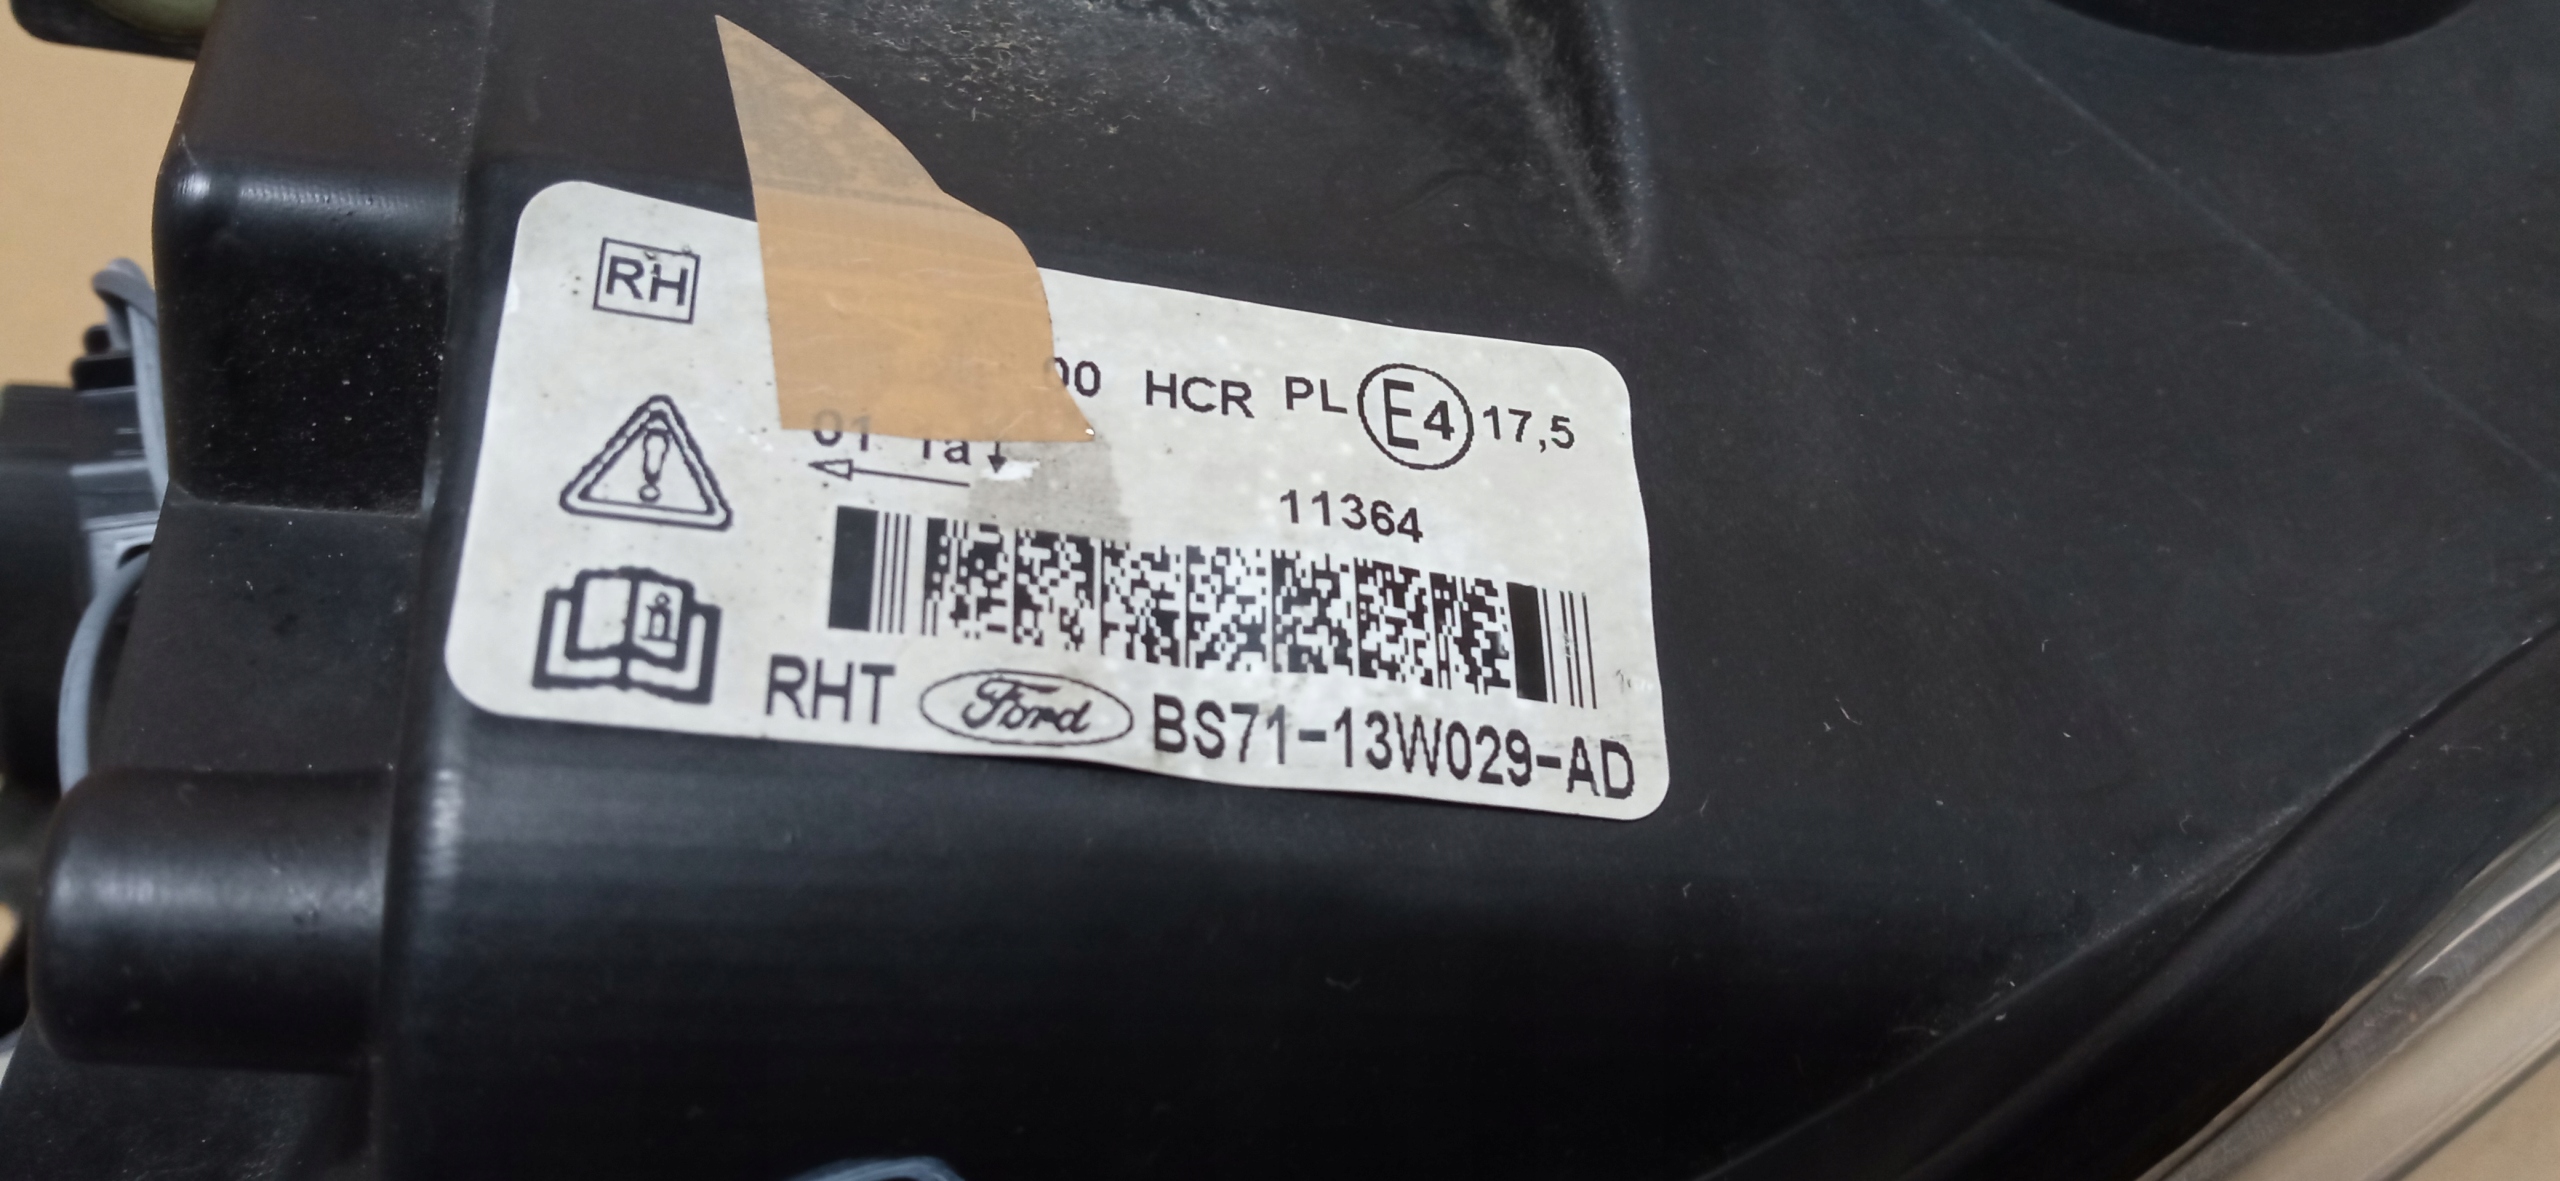 RH
00 HCR PL E4 17,5
01 1a
11364
RHT Ford BS71-13W029-AD